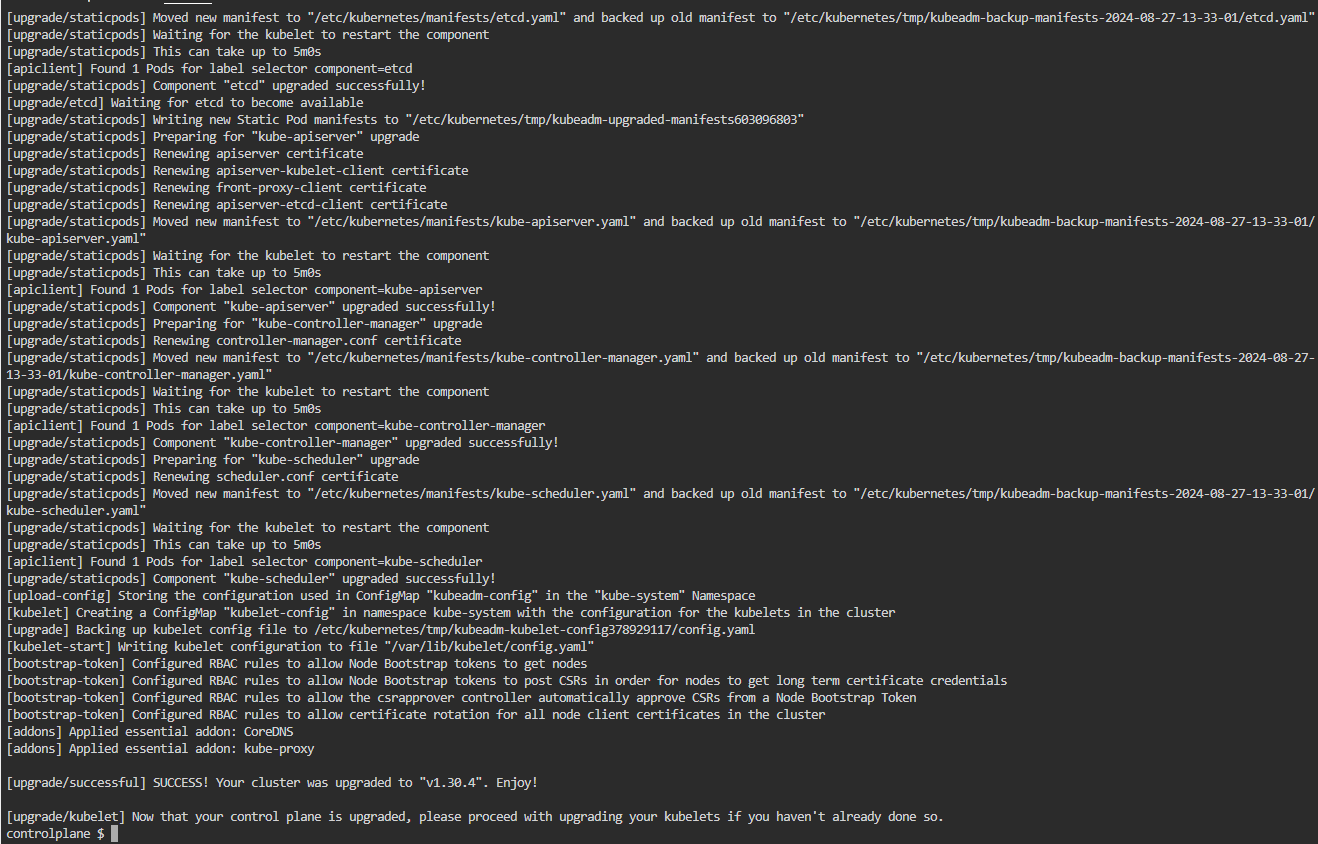 [upgrade/staticpods] Moved new manifest to "/etc/kubernetes/manifests/etcd.yaml" and backed up old manifest to "/etc/kubernetes/tmp/kubeadm-backup-manifests-2024-08-27-13-33-01/etcd.yaml"
[upgrade/staticpods] Waiting for the kubelet to restart the component
[upgrade/staticpods] This can take up to 5m0s
[apiclient] Found 1 Pods for label selector component=etcd
[upgrade/staticpods] Component "etcd" upgraded successfully!
[upgrade/etcd] Waiting for etcd to become available
[upgrade/staticpods] Writing new Static Pod manifests to "/etc/kubernetes/tmp/kubeadm-upgraded-manifests603096803"
[upgrade/staticpods] Preparing for "kube-apiserver" upgrade
[upgrade/staticpods] Renewing apiserver certificate
[upgrade/staticpods] Renewing apiserver-kubelet-client certificate
[upgrade/staticpods] Renewing front-proxy-client certificate
[upgrade/staticpods] Renewing apiserver-etcd-client certificate
[upgrade/staticpods] Moved new manifest to "/etc/kubernetes/manifests/kube-apiserver.yaml" and backed up old manifest to "/etc/kubernetes/tmp/kubeadm-backup-manifests-2024-08-27-13-33-01/
kube-apiserver.yaml"
[upgrade/staticpods] Waiting for the kubelet to restart the component
[upgrade/staticpods] This can take up to 5m0s
[apiclient] Found 1 Pods for label selector component=kube-apiserver
[upgrade/staticpods] Component "kube-apiserver" upgraded successfully!
[upgrade/staticpods] Preparing for "kube-controller-manager" upgrade
[upgrade/staticpods] Renewing controller-manager.conf certificate
[upgrade/staticpods] Moved new manifest to "/etc/kubernetes/manifests/kube-controller-manager.yaml" and backed up old manifest to "/etc/kubernetes/tmp/kubeadm-backup-manifests-2024-08-27-
13-33-01/kube-controller-manager.yaml"
[upgrade/staticpods] Waiting for the kubelet to restart the component
[upgrade/staticpods] This can take up to 5m0s
[apiclient] Found 1 Pods for label selector component=kube-controller-manager
[upgrade/staticpods] Component "kube-controller-manager" upgraded successfully!
[upgrade/staticpods] Preparing for "kube-scheduler" upgrade
[upgrade/staticpods] Renewing scheduler.conf certificate
[upgrade/staticpods] Moved new manifest to "/etc/kubernetes/manifests/kube-scheduler.yaml" and backed up old manifest to "/etc/kubernetes/tmp/kubeadm-backup-manifests-2024-08-27-13-33-01/
kube-scheduler.yaml"
[upgrade/staticpods] Waiting for the kubelet to restart the component
[upgrade/staticpods] This can take up to 5m0s
[apiclient] Found 1 Pods for label selector component=kube-scheduler
[upgrade/staticpods] Component "kube-scheduler" upgraded successfully!
[upload-config] Storing the configuration used in ConfigMap "kubeadm-config" in the "kube-system" Namespace
[kubelet] Creating a ConfigMap "kubelet-config" in namespace kube-system with the configuration for the kubelets in the cluster
[upgrade] Backing up kubelet config file to /etc/kubernetes/tmp/kubeadm-kubelet-config378929117/config.yaml
[kubelet-start] Writing kubelet configuration to file "/var/lib/kubelet/config.yaml"
[bootstrap-token] Configured RBAC rules to allow Node Bootstrap tokens to get nodes
[bootstrap-token] Configured RBAC rules to allow Node Bootstrap tokens to post CSRs in order for nodes to get long term certificate credentials
[bootstrap-token] Configured RBAC rules to allow the csrapprover controller automatically approve CSRs from a Node Bootstrap Token
[bootstrap-token] Configured RBAC rules to allow certificate rotation for all node client certificates in the cluster
[addons] Applied essential addon: CoreDNS
[addons] Applied essential addon: kube-proxy
[upgrade/successful] SUCCESS! Your cluster was upgraded to "v1.30.4". Enjoy!
[upgrade/kubelet] Now that your control plane is upgraded, please proceed with upgrading your kubelets if you haven't already done so.
controlplane $